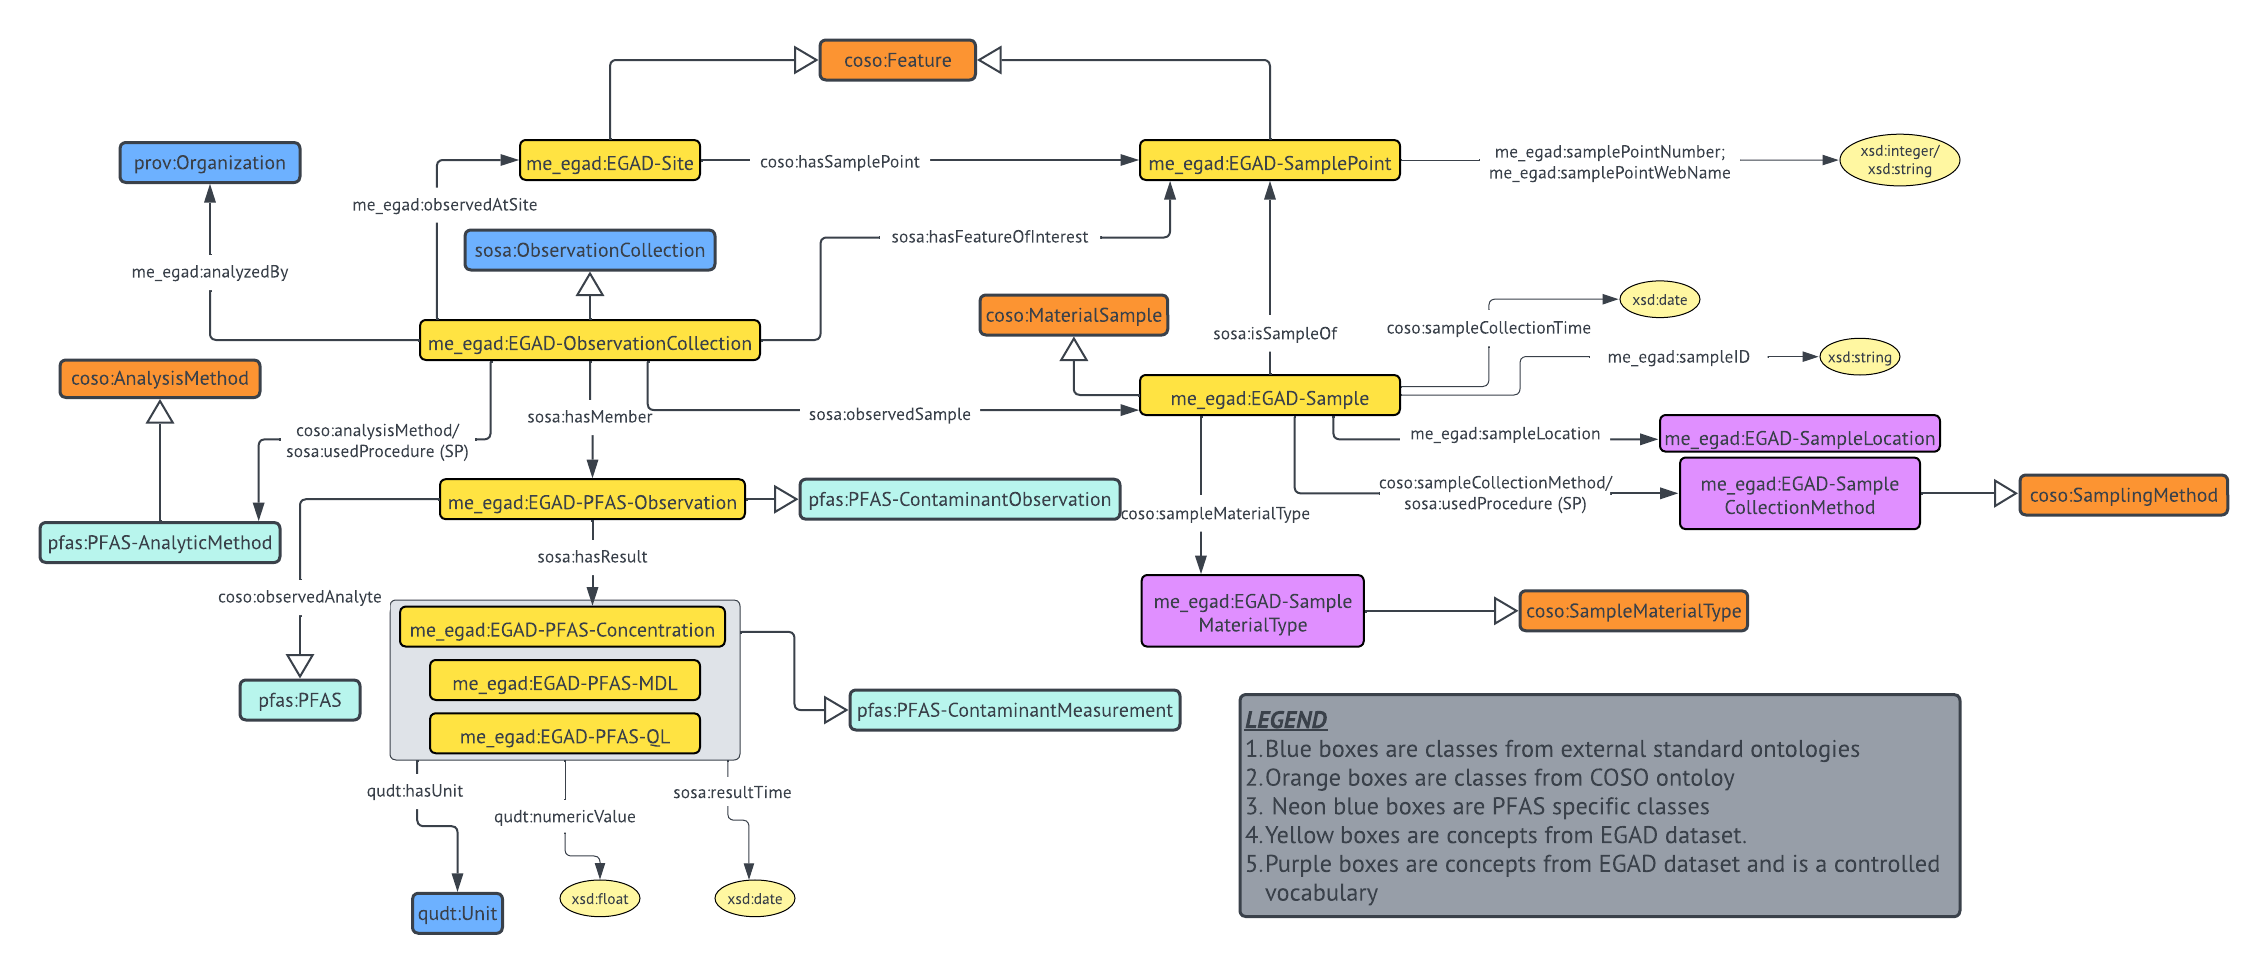 coso:Feature
prov:Organization
me_egad:EGAD-Site
coso:hasSamplePoint
me_egad:EGAD-SamplePoint
me_egad:samplePointNumber;
me_egad:samplePointWebName
xsd:integer/
xsd:string
me_egad:observedAtSite
sosa:ObservationCollection
sosa:hasFeatureOfInterest
me_egad:analyzedBy
coso:MaterialSample
xsd:date
coso:sampleCollectionTime
sosa:isSampleOf
me_egad:EGAD-ObservationCollection
me_egad:sampleID
xsd:string
coso:AnalysisMethod
me_egad:EGAD-Sample
sosa:hasMember
sosa:observedSample
coso:analysisMethod/
sosa:usedProcedure (SP)
me_egad:sampleLocation
me_egad:EGAD-SampleLocation
me_egad:EGAD-PFAS-Observation
pfas:PFAS-ContaminantObservation
coso:sampleMaterialType
coso:sampleCollectionMethod/
sosa:usedProcedure (SP)
me_egad:EGAD-Sample
CollectionMethod
coso:SamplingMethod
pfas:PFAS-AnalyticMethod
sosa:hasResult
coso:observedAnalyte
me_egad:EGAD-PFAS-Concentration
me_egad:EGAD-Sample
MaterialType
coso:SampleMaterialType
me_egad:EGAD-PFAS-MDL
pfas:PFAS
pfas:PFAS-ContaminantMeasurement
me_egad:EGAD-PFAS-QL
qudt:hasUnit
qudt:numericValue
sosa:resultTime
qudt:Unit
xsd:float
xsd:date
LEGEND
1.Blue boxes are classes from external standard ontologies
2.Orange boxes are classes from COSO ontoloy
3. Neon blue boxes are PFAS specific classes
4.Yellow boxes are concepts from EGAD dataset.
5.Purple boxes are concepts from EGAD dataset and is a controlled
vocabulary